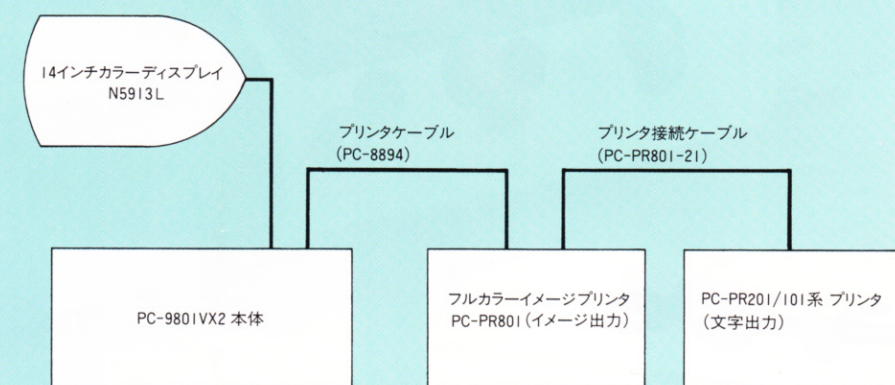 14インチカラーディスプレイ
N5913L
プリンタケーブル
(PC-8894)
プリンタ接続ケーブル
(PC-PR801-21)
PC-9801VX2 本体
フルカラーイメージプリンタ
PC-PR801(イメージ出力)
PC-PR201/101系 プリンタ
(文字出力)